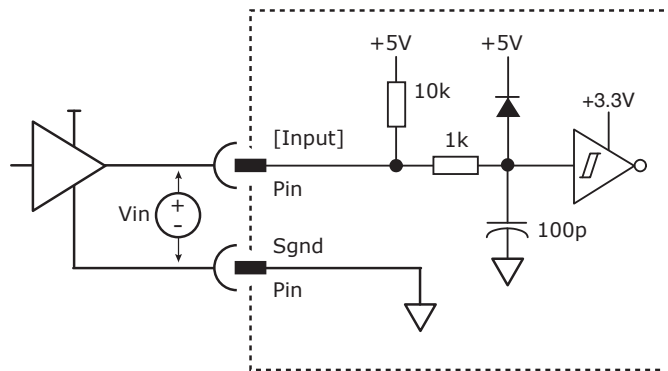 +5V
+5V
10k
+3.3V
[Input]
1k
Pin
Vin
+
-
100p
Sgnd
Pin